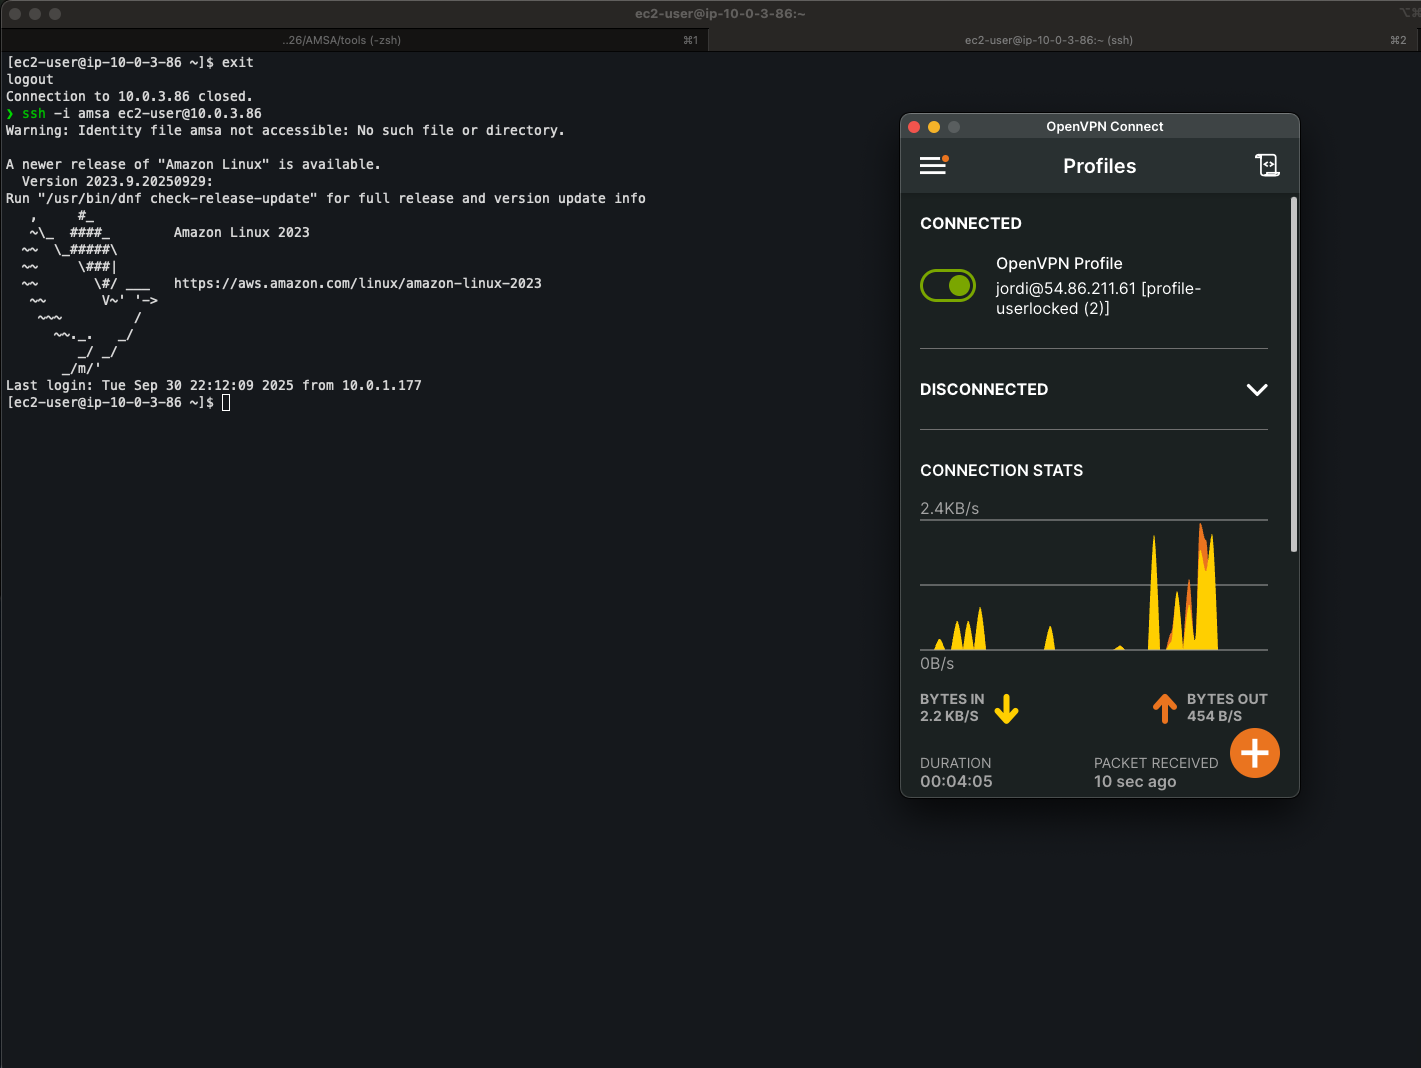 ec2-user@ip-10-0-3-86:~
..26/AMSA/tools (-zsh)
⌘1
ec2-user@ip-10-0-3-86:~ (ssh)
⌘2
[ec2-user@ip-10-0-3-86 ~]$ exit
logout
Connection to 10.0.3.86 closed.
❯ ssh -i amsa ec2-user@10.0.3.86
Warning: Identity file amsa not accessible: No such file or directory.
A newer release of "Amazon Linux" is available.
  Version 2023.9.20250929:
Run "/usr/bin/dnf check-release-update" for full release and version update info
   ,     #_
   ~\_  ####_        Amazon Linux 2023
  ~~  \_#####\
  ~~     \###|
  ~~       \#/ ___   https://aws.amazon.com/linux/amazon-linux-2023
   ~~       V~' '->
    ~~~         /
      ~~._.   _/
         _/ _/
       _/m/'
Last login: Tue Sep 30 22:12:09 2025 from 10.0.1.177
[ec2-user@ip-10-0-3-86 ~]$
OpenVPN Connect
Profiles
CONNECTED
OpenVPN Profile
jordi@54.86.211.61 [profile-
userlocked (2)]
DISCONNECTED
CONNECTION STATS
2.4KB/s
0B/s
BYTES IN
2.2 KB/S
BYTES OUT
454 B/S
DURATION
00:04:05
PACKET RECEIVED
10 sec ago